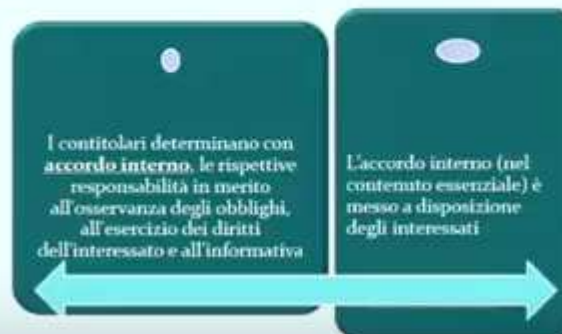 I contitolari determinano con
accordo interno, le rispettive
responsabilità in merito
all'osservanza degli obblighi,
all'esercizio dei diritti
dell'interessato e all'informativa
L'accordo interno (nel
contenuto essenziale) è
messo a disposizione
degli interessati